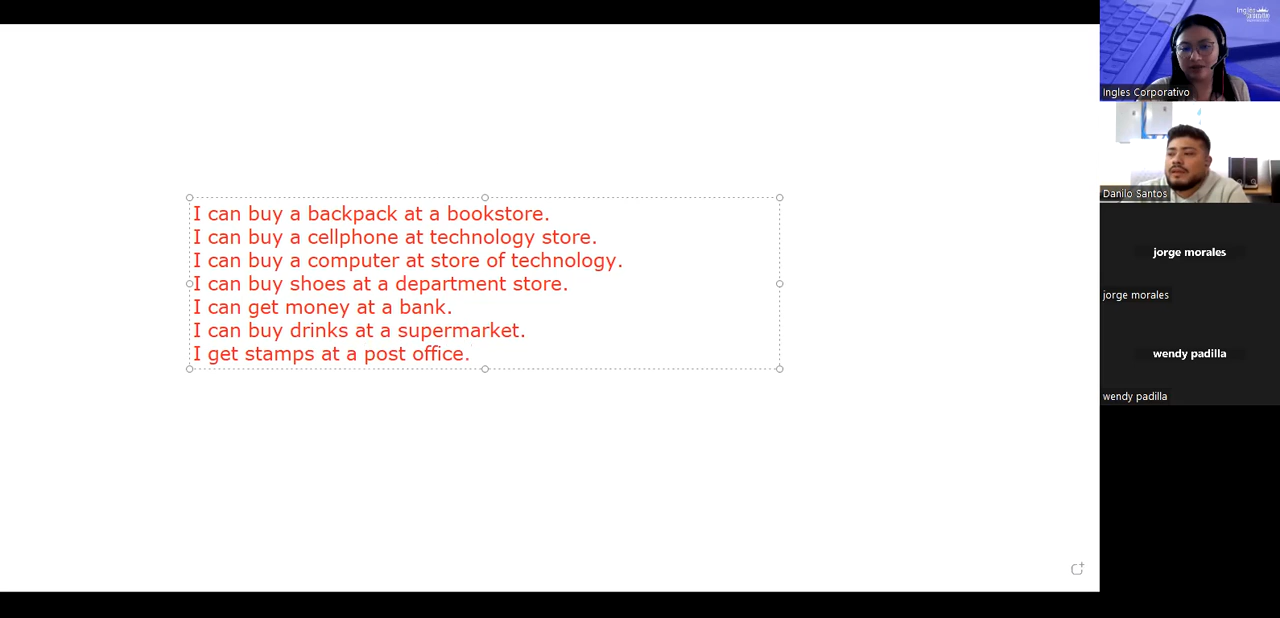 I can buy a backpack at a bookstore.
I can buy a cellphone at technology store.
I can buy a computer at store of technology.
I can buy shoes at a department store.
I can get money at a bank.
I can buy drinks at a supermarket.
I get stamps at a post office.
Ingles
Ingles Corporativo
Danilo Santos
jorge morales
jorge morales
wendy padilla
wendy padilla